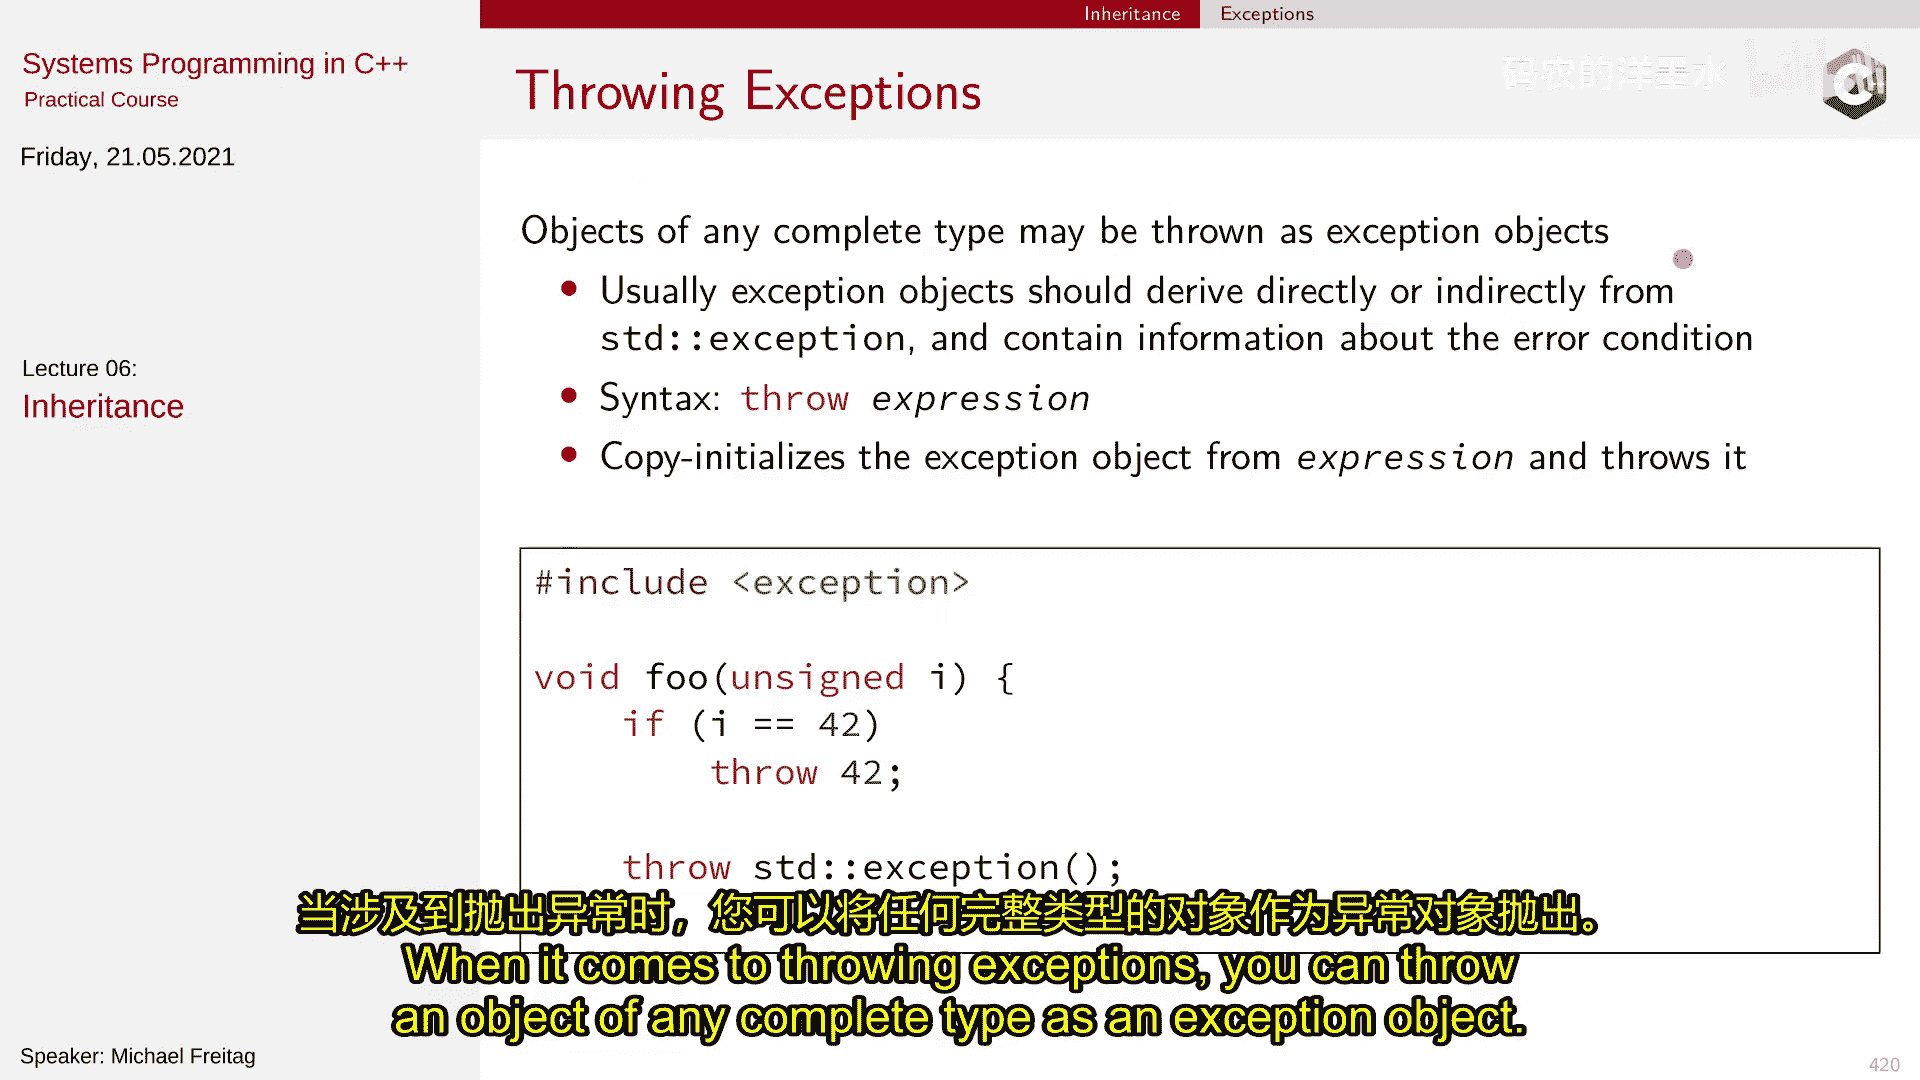 Inheritance Exceptions
Systems Programming in C++
Practical Course
Friday, 21.05.2021
Lecture 06:
Inheritance
Speaker: Michael Freitag
Throwing Exceptions
码农的洋墨水
Objects of any complete type may be thrown as exception objects
• Usually exception objects should derive directly or indirectly from
std::exception, and contain information about the error condition
• Syntax: throw expression
• Copy-initializes the exception object from expression and throws it
#include <exception>
void foo(unsigned i) {
    if (i == 42)
        throw 42;
    throw std::exception();
当涉及到抛出异常时，您可以将任何完整类型的对象作为异常对象抛出。
When it comes to throwing exceptions, you can throw
an object of any complete type as an exception object.
420